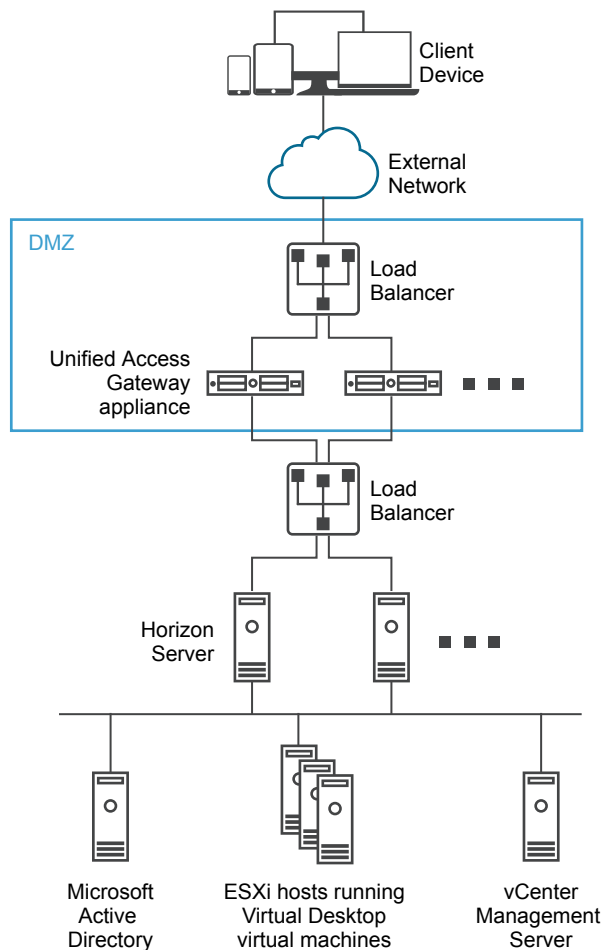 Client
Device
External
Network
DMZ
Load
Balancer
Unified Access
Gateway
appliance
Load
Balancer
Horizon
Server
Microsoft
Active
Directory
ESXi hosts running
Virtual Desktop
virtual machines
vCenter
Management
Server